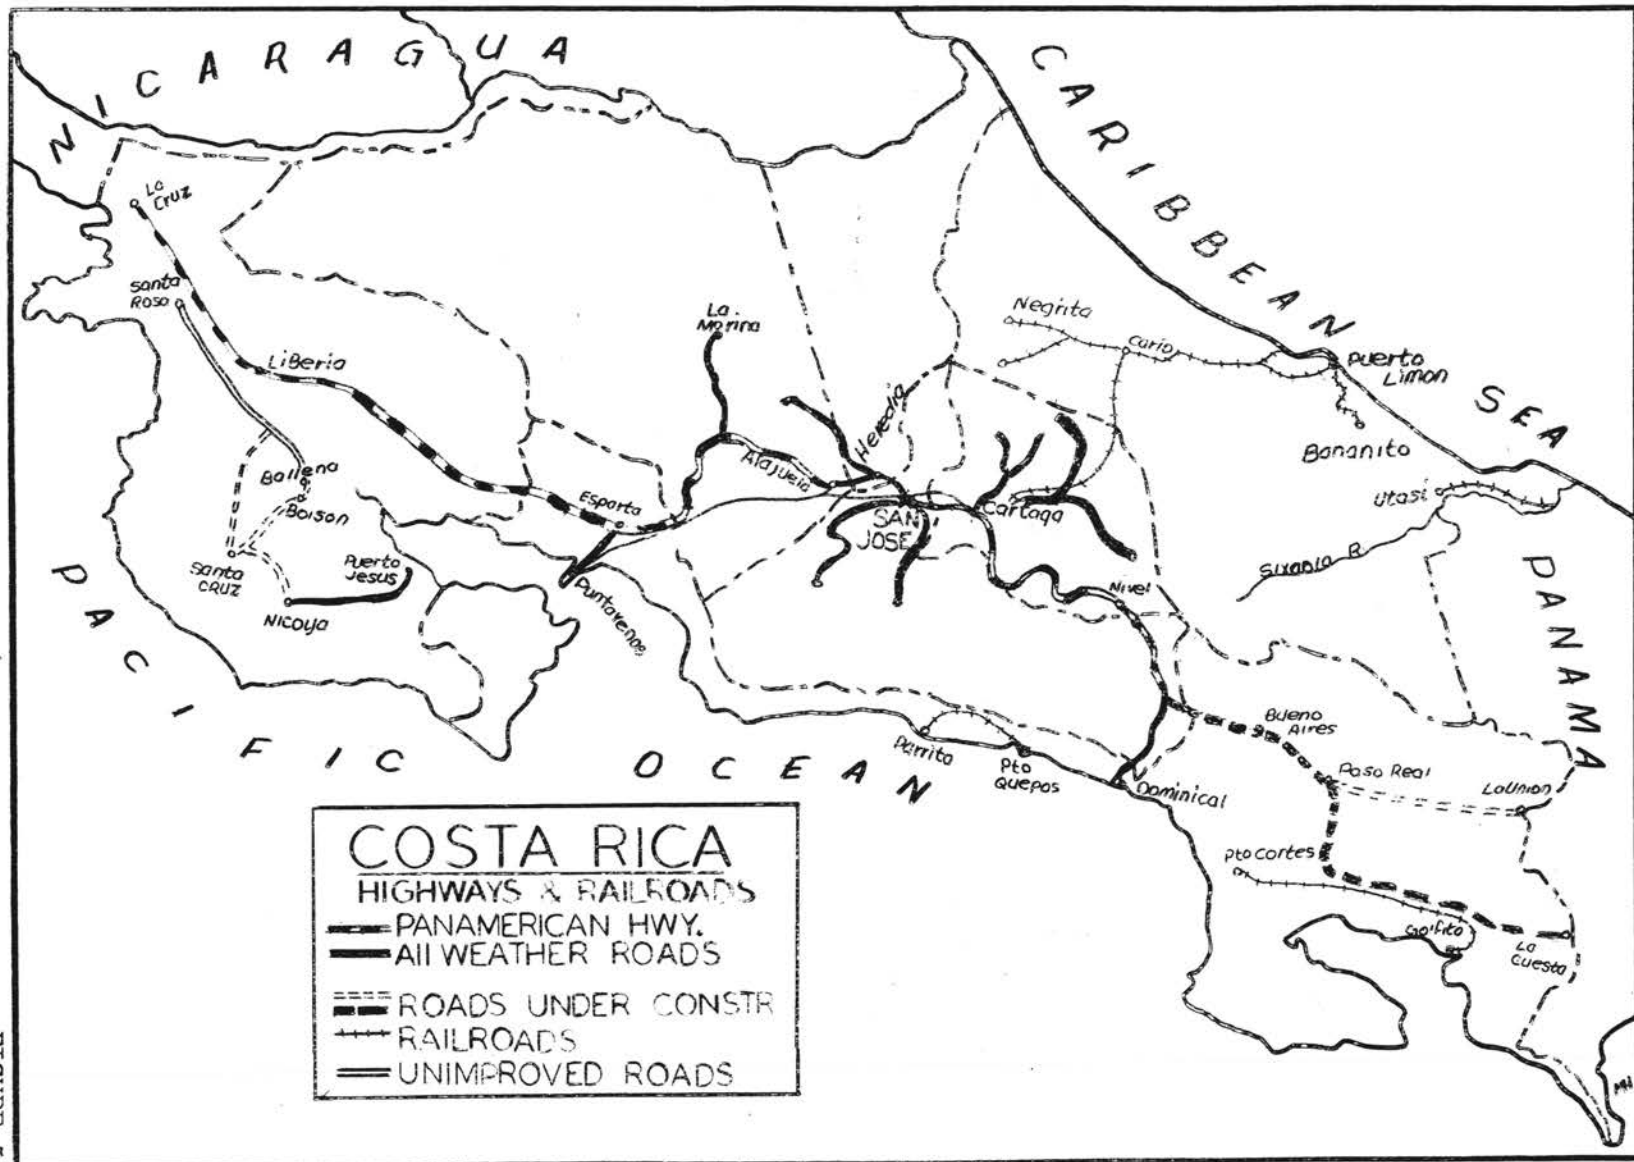 NICARAGUA
CARIBBEAN SEA
La
Cruz
Santa
Rosa
LiBeria
La
Marina
Negrita
Cario
Puerto
Limon
Bananito
Heredia
Alajuela
Ballena
Bolson
Esparta
SAN
JOSE
Cartaga
Utasi
Sixaola R.
Santa
CRUZ
Puerto
Jesus
Nicoya
Puntarenas
Nivel
PANAMA
PACIFIC OCEAN
Bueno
Aires
Parrita
Pto
Quepos
Dominical
Paso Real
LaUnion
Pto Cortes
Golfito
La
Cuesta
COSTA RICA
HIGHWAYS & RAILROADS
PANAMERICAN HWY.
All WEATHER ROADS
ROADS UNDER CONSTR
RAILROADS
UNIMPROVED ROADS